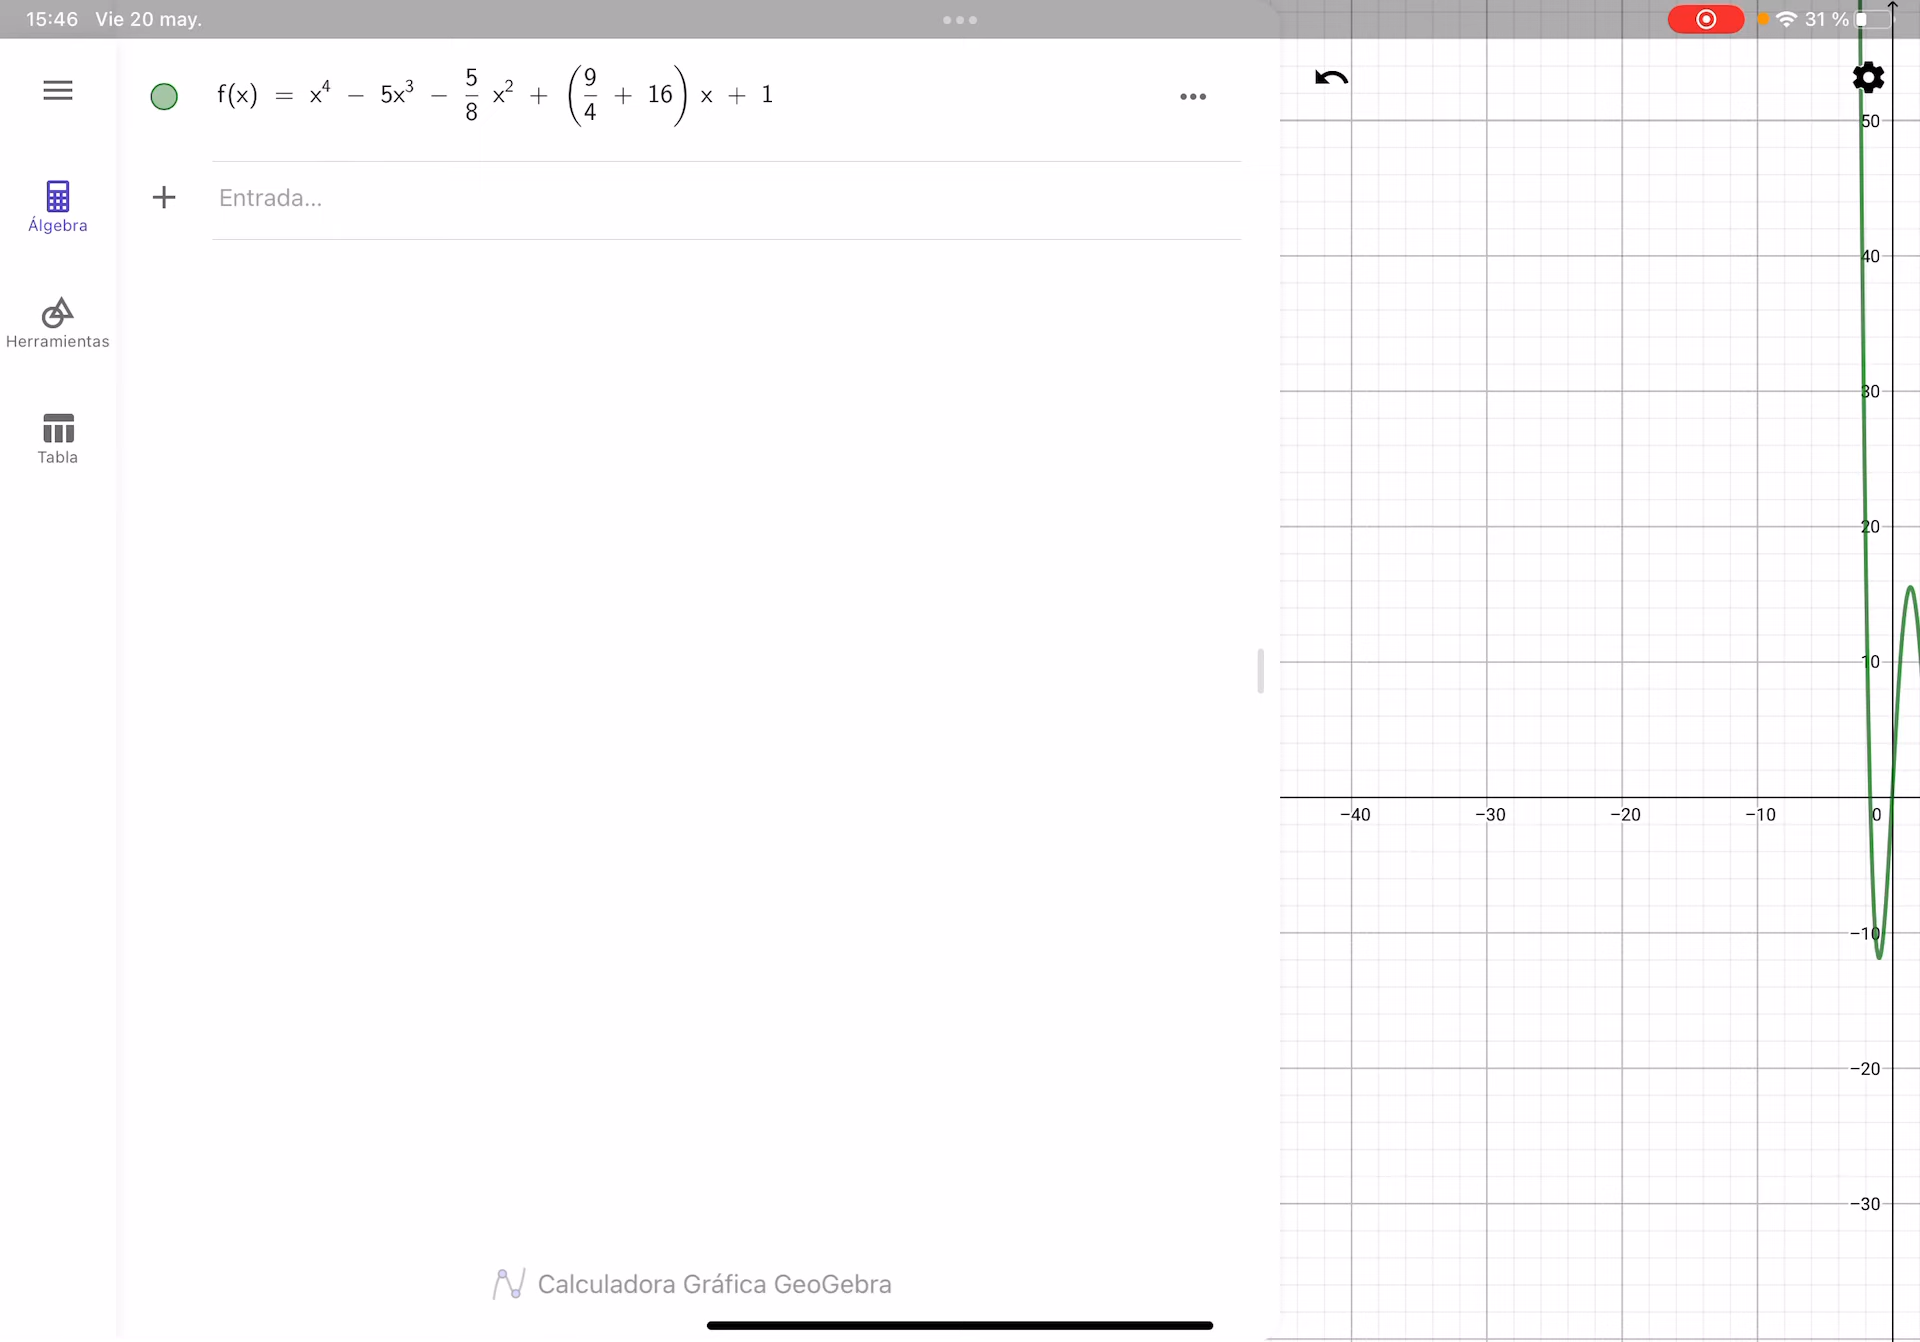 15:46 Vie 20 may.
31 %
f(x) = x⁴ − 5x³ − 5/8 x² + (9/4 + 16) x + 1
Entrada...
Álgebra
Herramientas
Tabla
50
40
30
20
10
−40 −30 −20 −10 0
−10
−20
−30
Calculadora Gráfica GeoGebra